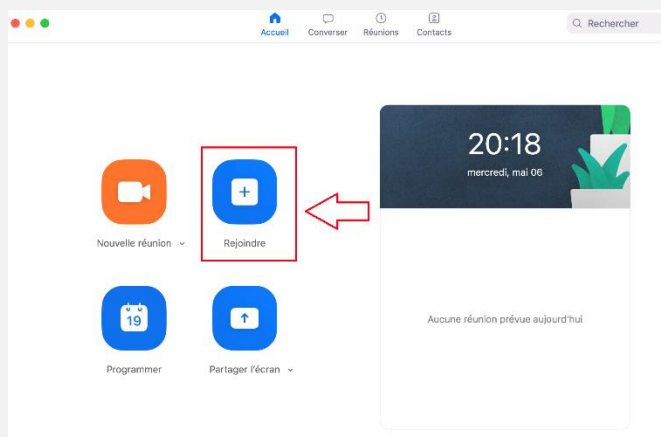 Accueil
Converser
Réunions
Contacts
Rechercher
20:18
mercredi, mai 06
Nouvelle réunion
Rejoindre
19
Programmer
Partager l'écran
Aucune réunion prévue aujourd'hui